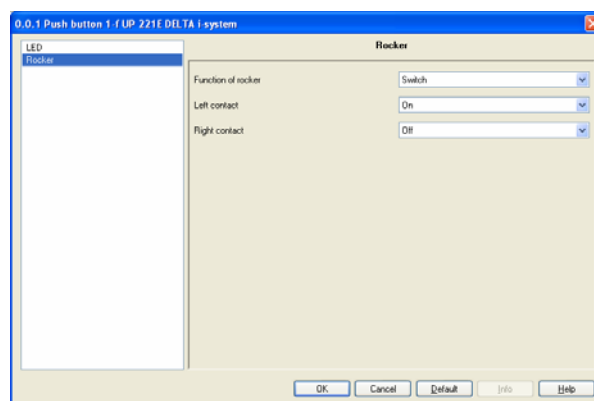 0.0.1 Push button 1-f UP 221E DELTA i-system
LED
Rocker
Rocker
Function of rocker Switch
Left contact On
Right contact Off
OK Cancel Default Info Help